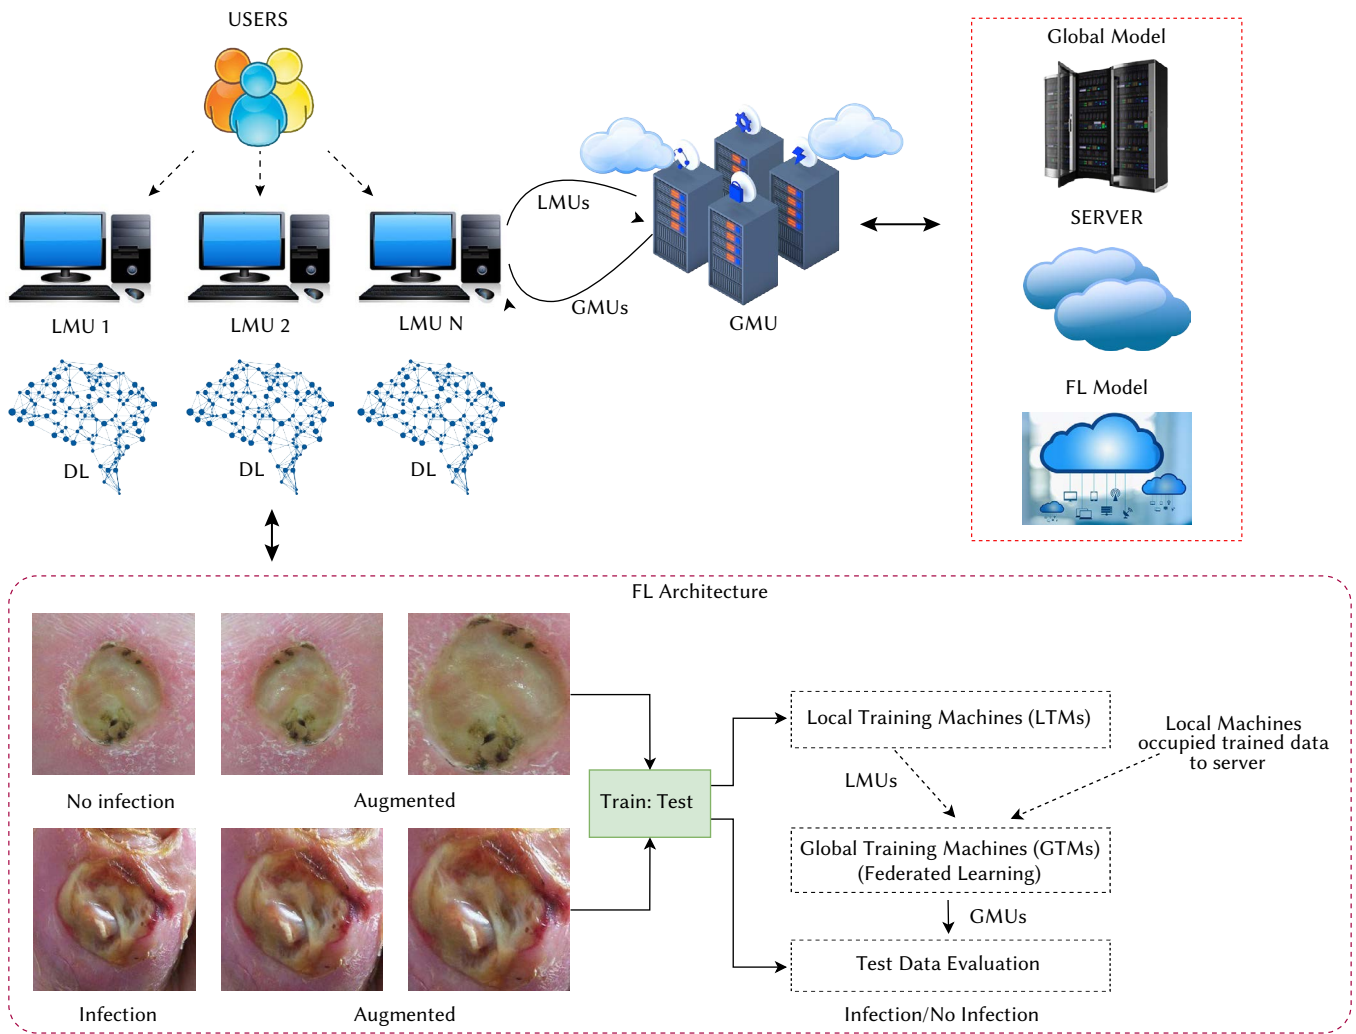 USERS
Global Model
LMUs
SERVER
GMUs
LMU 1
LMU 2
LMU N
GMU
FL Model
DL
DL
DL
FL Architecture
Local Training Machines (LTMs)
Local Machines
occupied trained data
to server
LMUs
No infection
Augmented
Train: Test
Global Training Machines (GTMs)
(Federated Learning)
GMUs
Test Data Evaluation
Infection
Augmented
Infection/No Infection